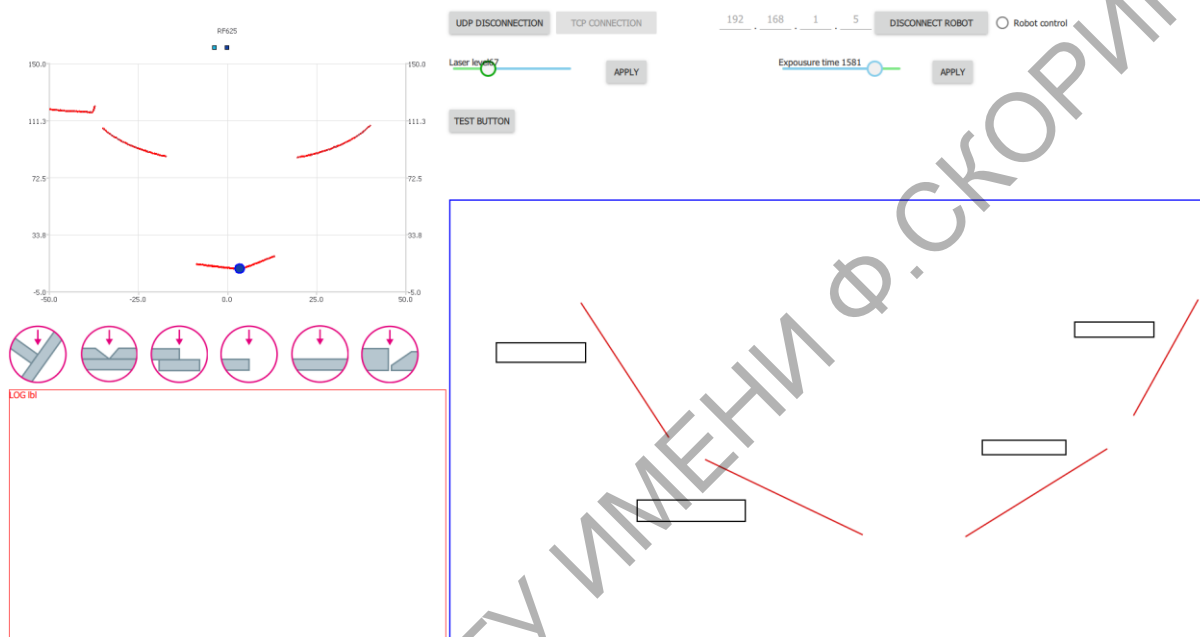 UDP DISCONNECTION TCP CONNECTION 192 . 168 . 1 . 5 DISCONNECT ROBOT Robot control
RF625
Laser level57 APPLY Expousure time 1581 APPLY
TEST BUTTON
150.0 150.0
111.3 111.3
72.5 72.5
33.8 33.8
-5.0 -5.0
-50.0 -25.0 0.0 25.0 50.0
LOG lbl
ГУ ИМЕНИ Ф.СКОРИН